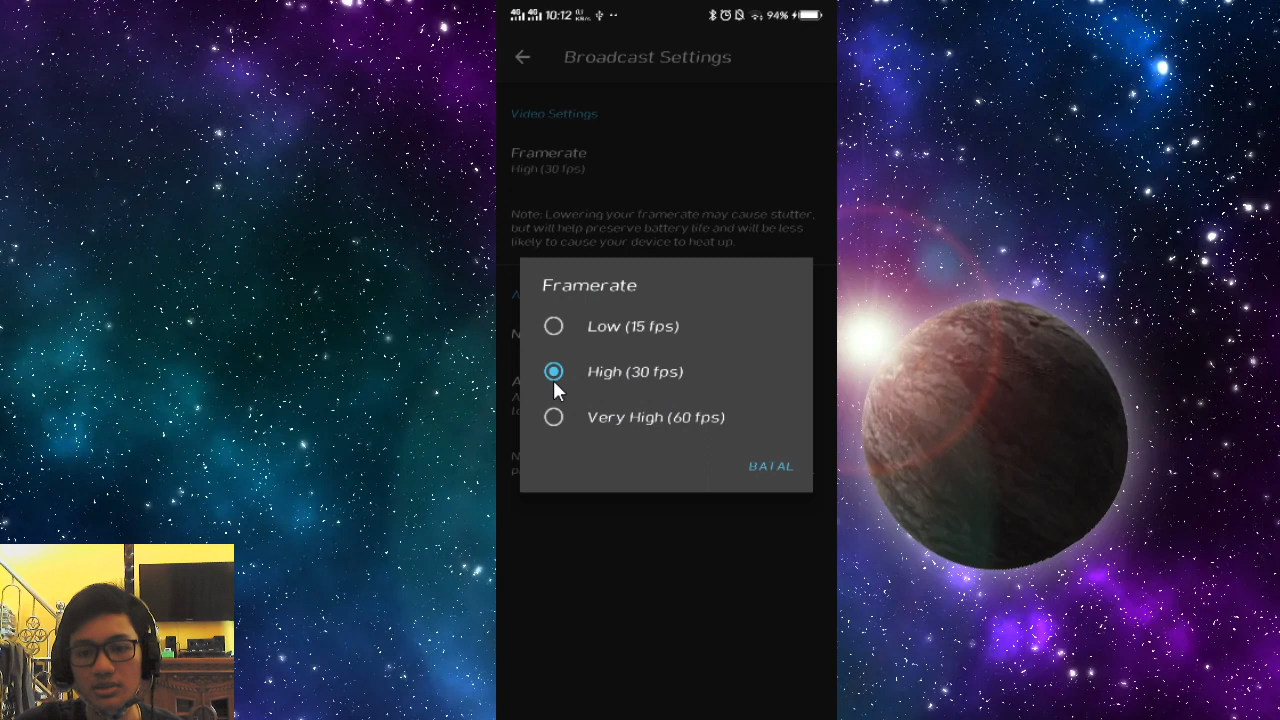 4G 4G 10:12 94%
Broadcast Settings
Video Settings
Framerate
High (30 fps)
Note: Lowering your framerate may cause stutter,
but will help preserve battery life and will be less
likely to cause your device to heat up.
Framerate
Low (15 fps)
High (30 fps)
Very High (60 fps)
BATAL